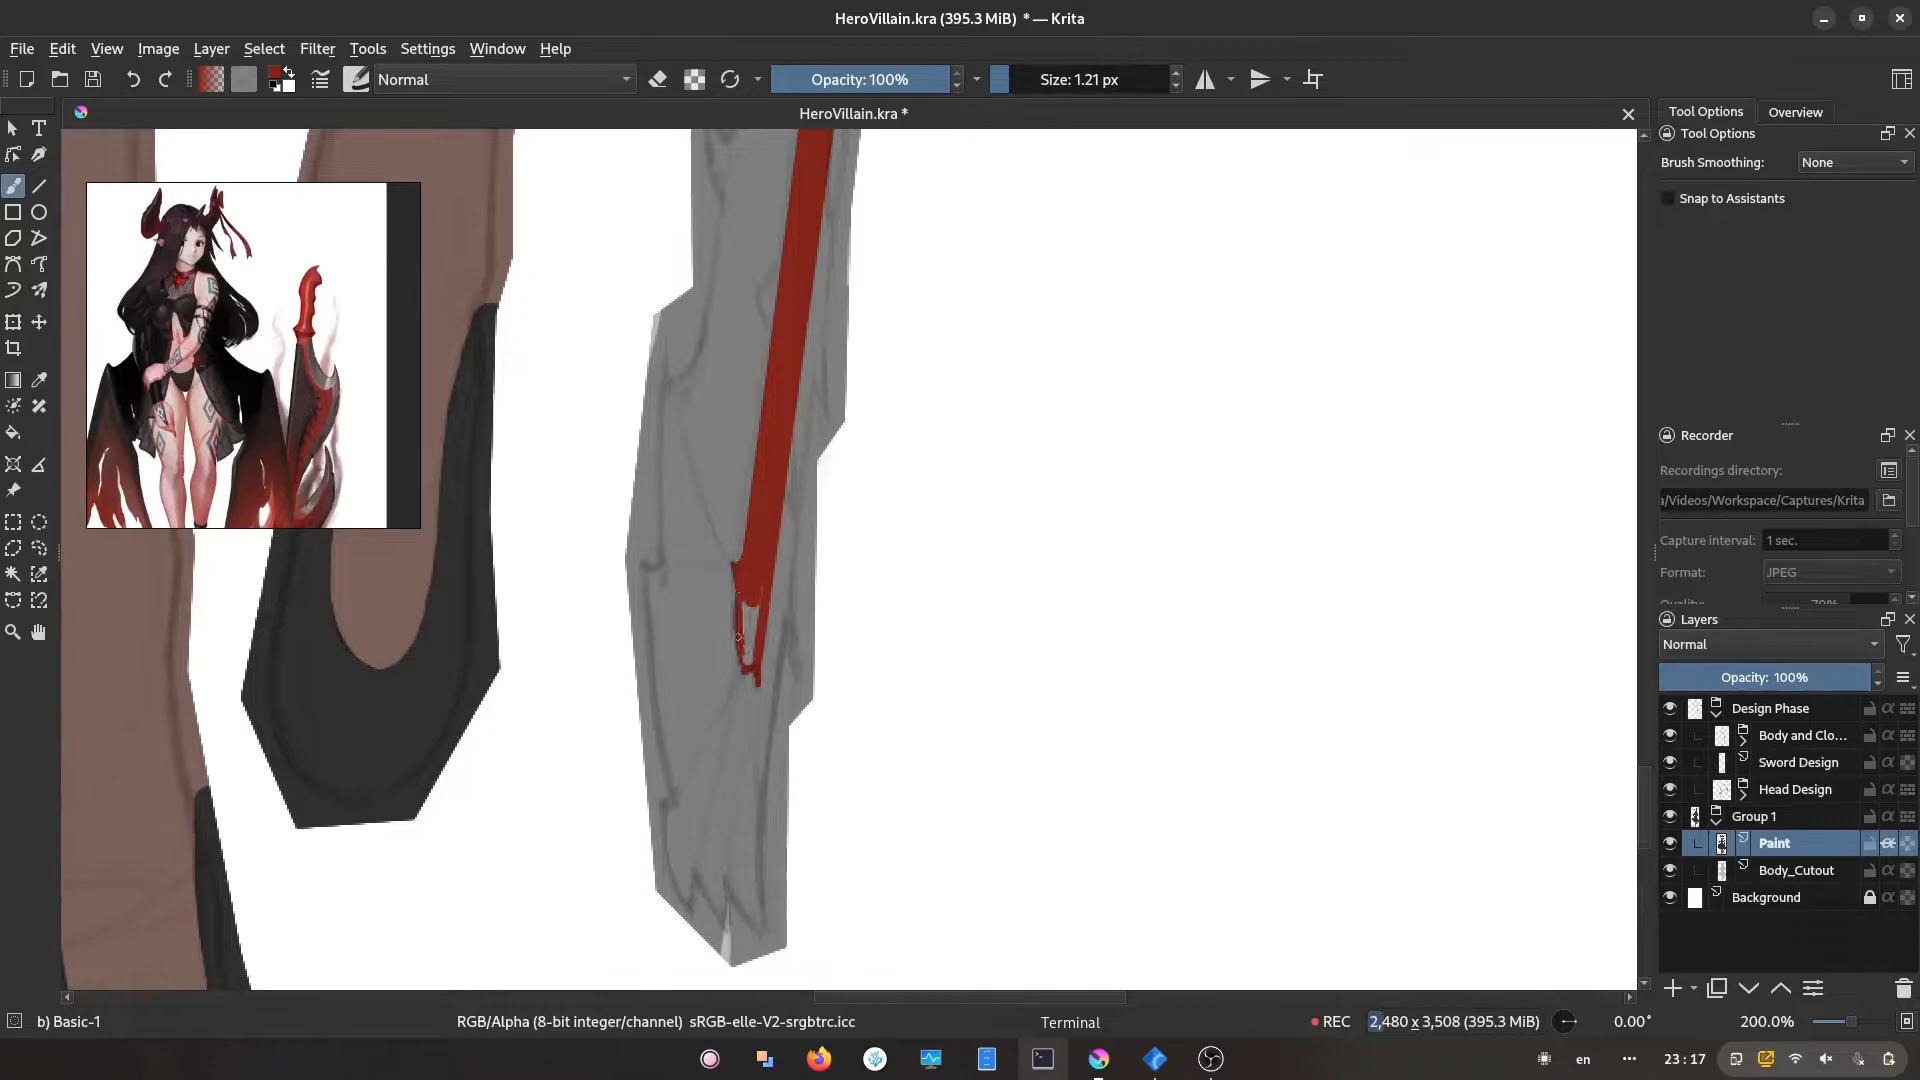 HeroVillain.kra (395.3 MiB) * — Krita
File Edit View Image Layer Select Filter Tools Settings Window Help
Normal Opacity: 100% Size: 1.21 px
HeroVillain.kra *
Tool Options Overview
Tool Options
Brush Smoothing: None
Snap to Assistants
Recorder
Recordings directory:
/Videos/Workspace/Captures/Krita
Capture interval: 1 sec.
Format: JPEG
Layers
Normal
Opacity: 100%
Design Phase
Body and Clo...
Sword Design
Head Design
Group 1
Paint
Body_Cutout
Background
b) Basic-1 RGB/Alpha (8-bit integer/channel) sRGB-elle-V2-srgbtrc.icc Terminal REC 2,480 x 3,508 (395.3 MiB) 0.00° 200.0%
en 23:17